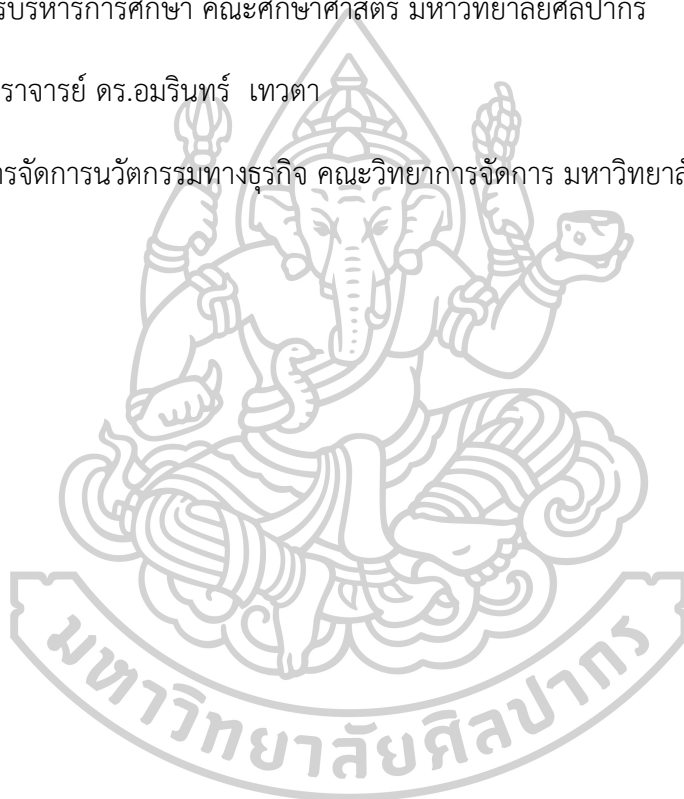 รบริหารการศึกษา คณะศึกษาศาสตร์ มหาวิทยาลัยศิลปากร
ราจารย์ ดร.อมรินทร์ เทวตา
ารจัดการนวัตกรรมทางธุรกิจ คณะวิทยาการจัดการ มหาวิทยาลั
มหาวิทยาลัยศิลปากร